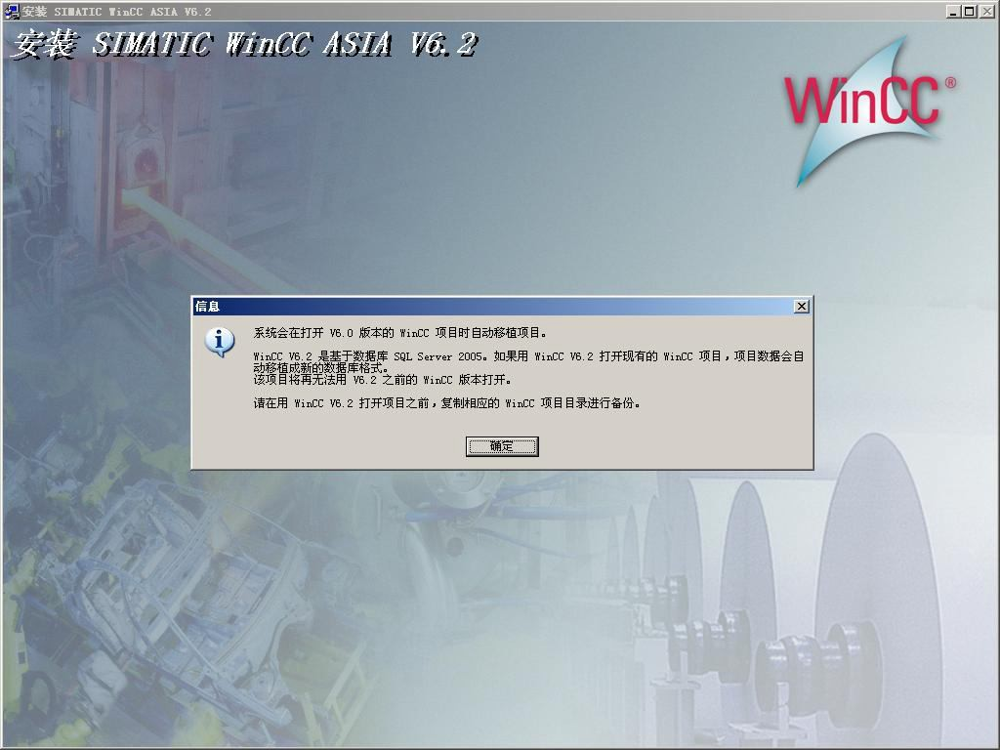 安装 SIMATIC WinCC ASIA V6.2
安装 SIMATIC WinCC ASIA V6.2
WinCC®
信息
系统会在打开 V6.0 版本的 WinCC 项目时自动移植项目。
WinCC V6.2 是基于数据库 SQL Server 2005。如果用 WinCC V6.2 打开现有的 WinCC 项目，项目数据会自
动移植成新的数据库格式。
该项目将再无法用 V6.2 之前的 WinCC 版本打开。
请在用 WinCC V6.2 打开项目之前，复制相应的 WinCC 项目目录进行备份。
确定